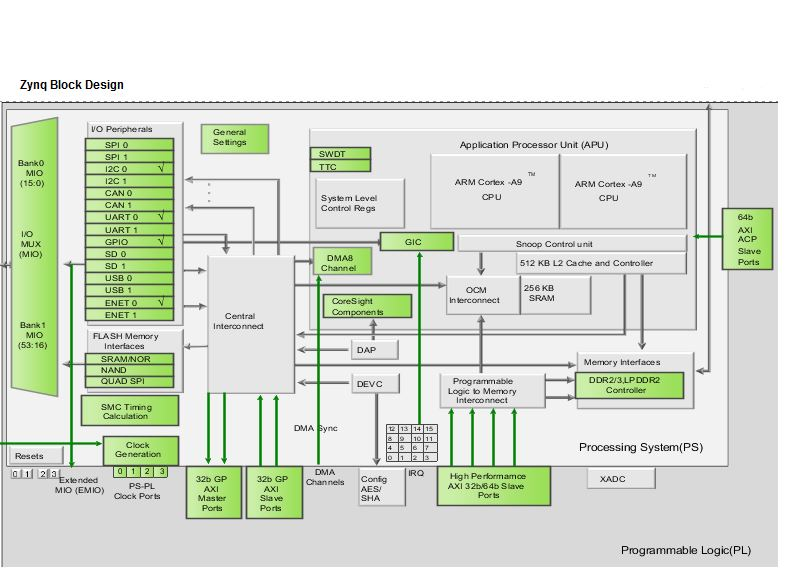 Zynq Block Design
I/O Peripherals
SPI 0
SPI 1
I2C 0 √
I2C 1
CAN 0
CAN 1
UART 0 √
UART 1
GPIO √
SD 0
SD 1
USB 0
USB 1
ENET 0 √
ENET 1
Bank0
MIO
(15:0)
I/O
MUX
(MIO)
Bank1
MIO
(53:16)
FLASH Memory
Interfaces
SRAM/NOR
NAND
QUAD SPI
SMC Timing
Calculation
Clock
Generation
Resets
0 1 2 3
Extended
MIO (EMIO)
0 1 2 3
PS-PL
Clock Ports
General
Settings
Central
Interconnect
32b GP
AXI
Master
Ports
32b GP
AXI
Slave
Ports
Application Processor Unit (APU)
SWDT
TTC
System Level
Control Regs
ARM Cortex -A9 TM
CPU
ARM Cortex -A9 TM
CPU
GIC
Snoop Control unit
DMA8
Channel
512 KB L2 Cache and Controller
OCM
Interconnect
256 KB
SRAM
CoreSight
Components
DAP
DEVC
Programmable
Logic to Memory
Interconnect
Memory Interfaces
DDR2/3,LPDDR2
Controller
64b
AXI
ACP
Slave
Ports
DMA Sync
12 13 14 15
8 9 10 11
4 5 6 7
0 1 2 3
IRQ
DMA
Channels
Config
AES/
SHA
High Performance
AXI 32b/64b Slave
Ports
Processing System(PS)
XADC
Programmable Logic(PL)